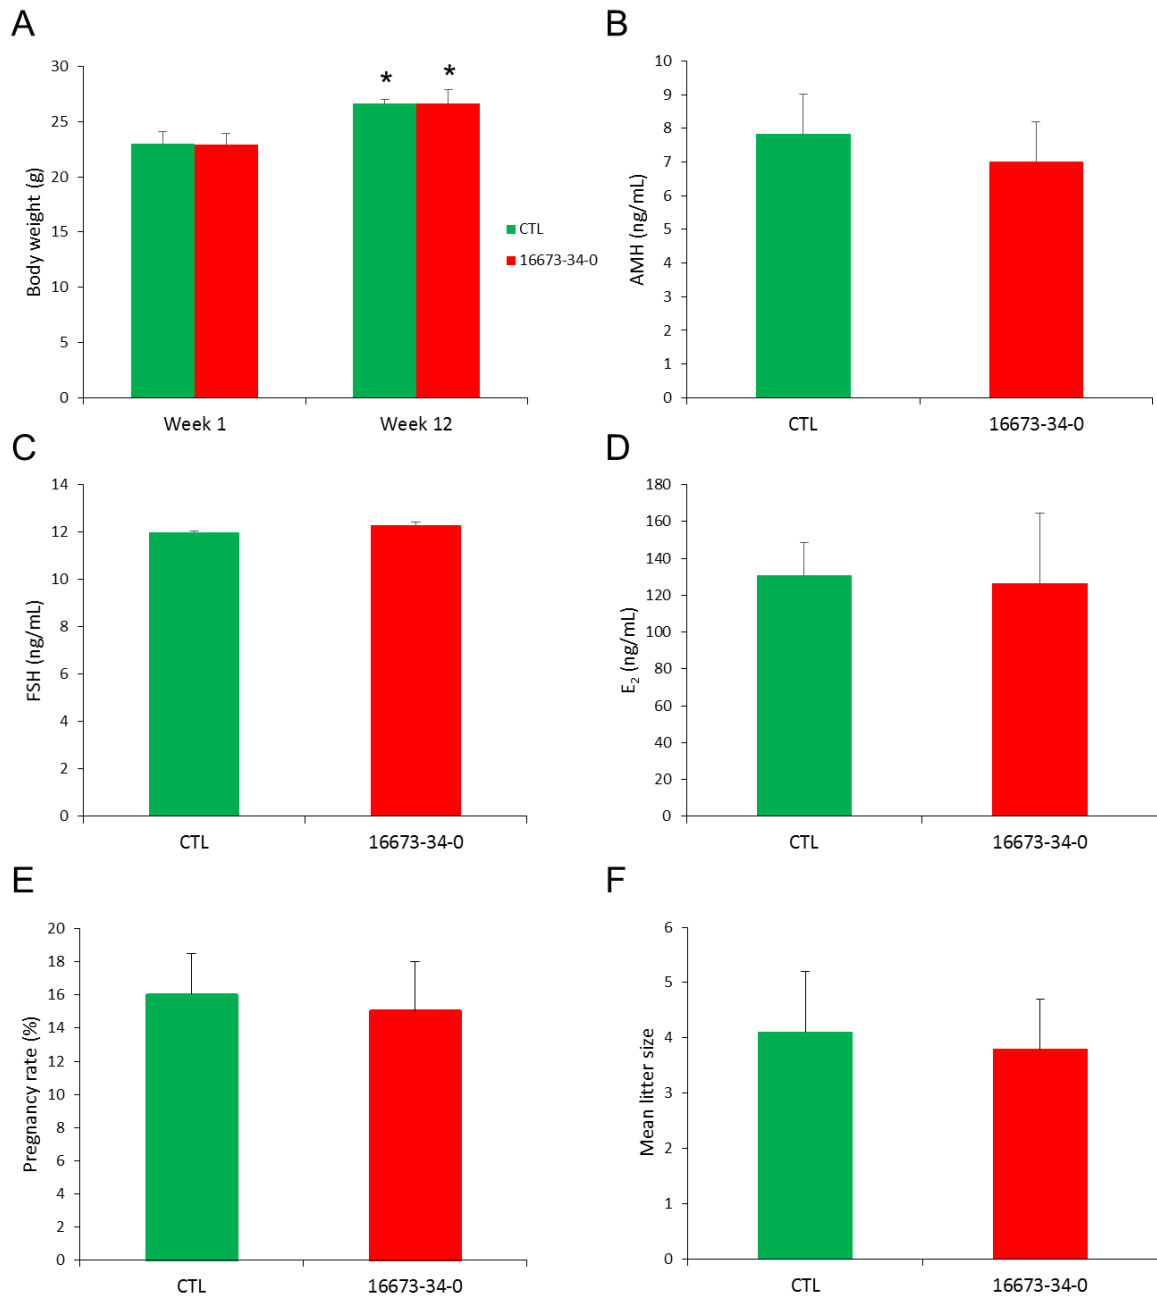 A
Body weight (g)
30
25
20
15
10
5
0
* *
Week 1 Week 12
CTL
16673-34-0
B
AMH (ng/mL)
10
9
8
7
6
5
4
3
2
1
0
CTL 16673-34-0
C
FSH (ng/mL)
14
12
10
8
6
4
2
0
CTL 16673-34-0
D
E₂ (ng/mL)
180
160
140
120
100
80
60
40
20
0
CTL 16673-34-0
E
Pregnancy rate (%)
20
18
16
14
12
10
8
6
4
2
0
CTL 16673-34-0
F
Mean litter size
6
5
4
3
2
1
0
CTL 16673-34-0